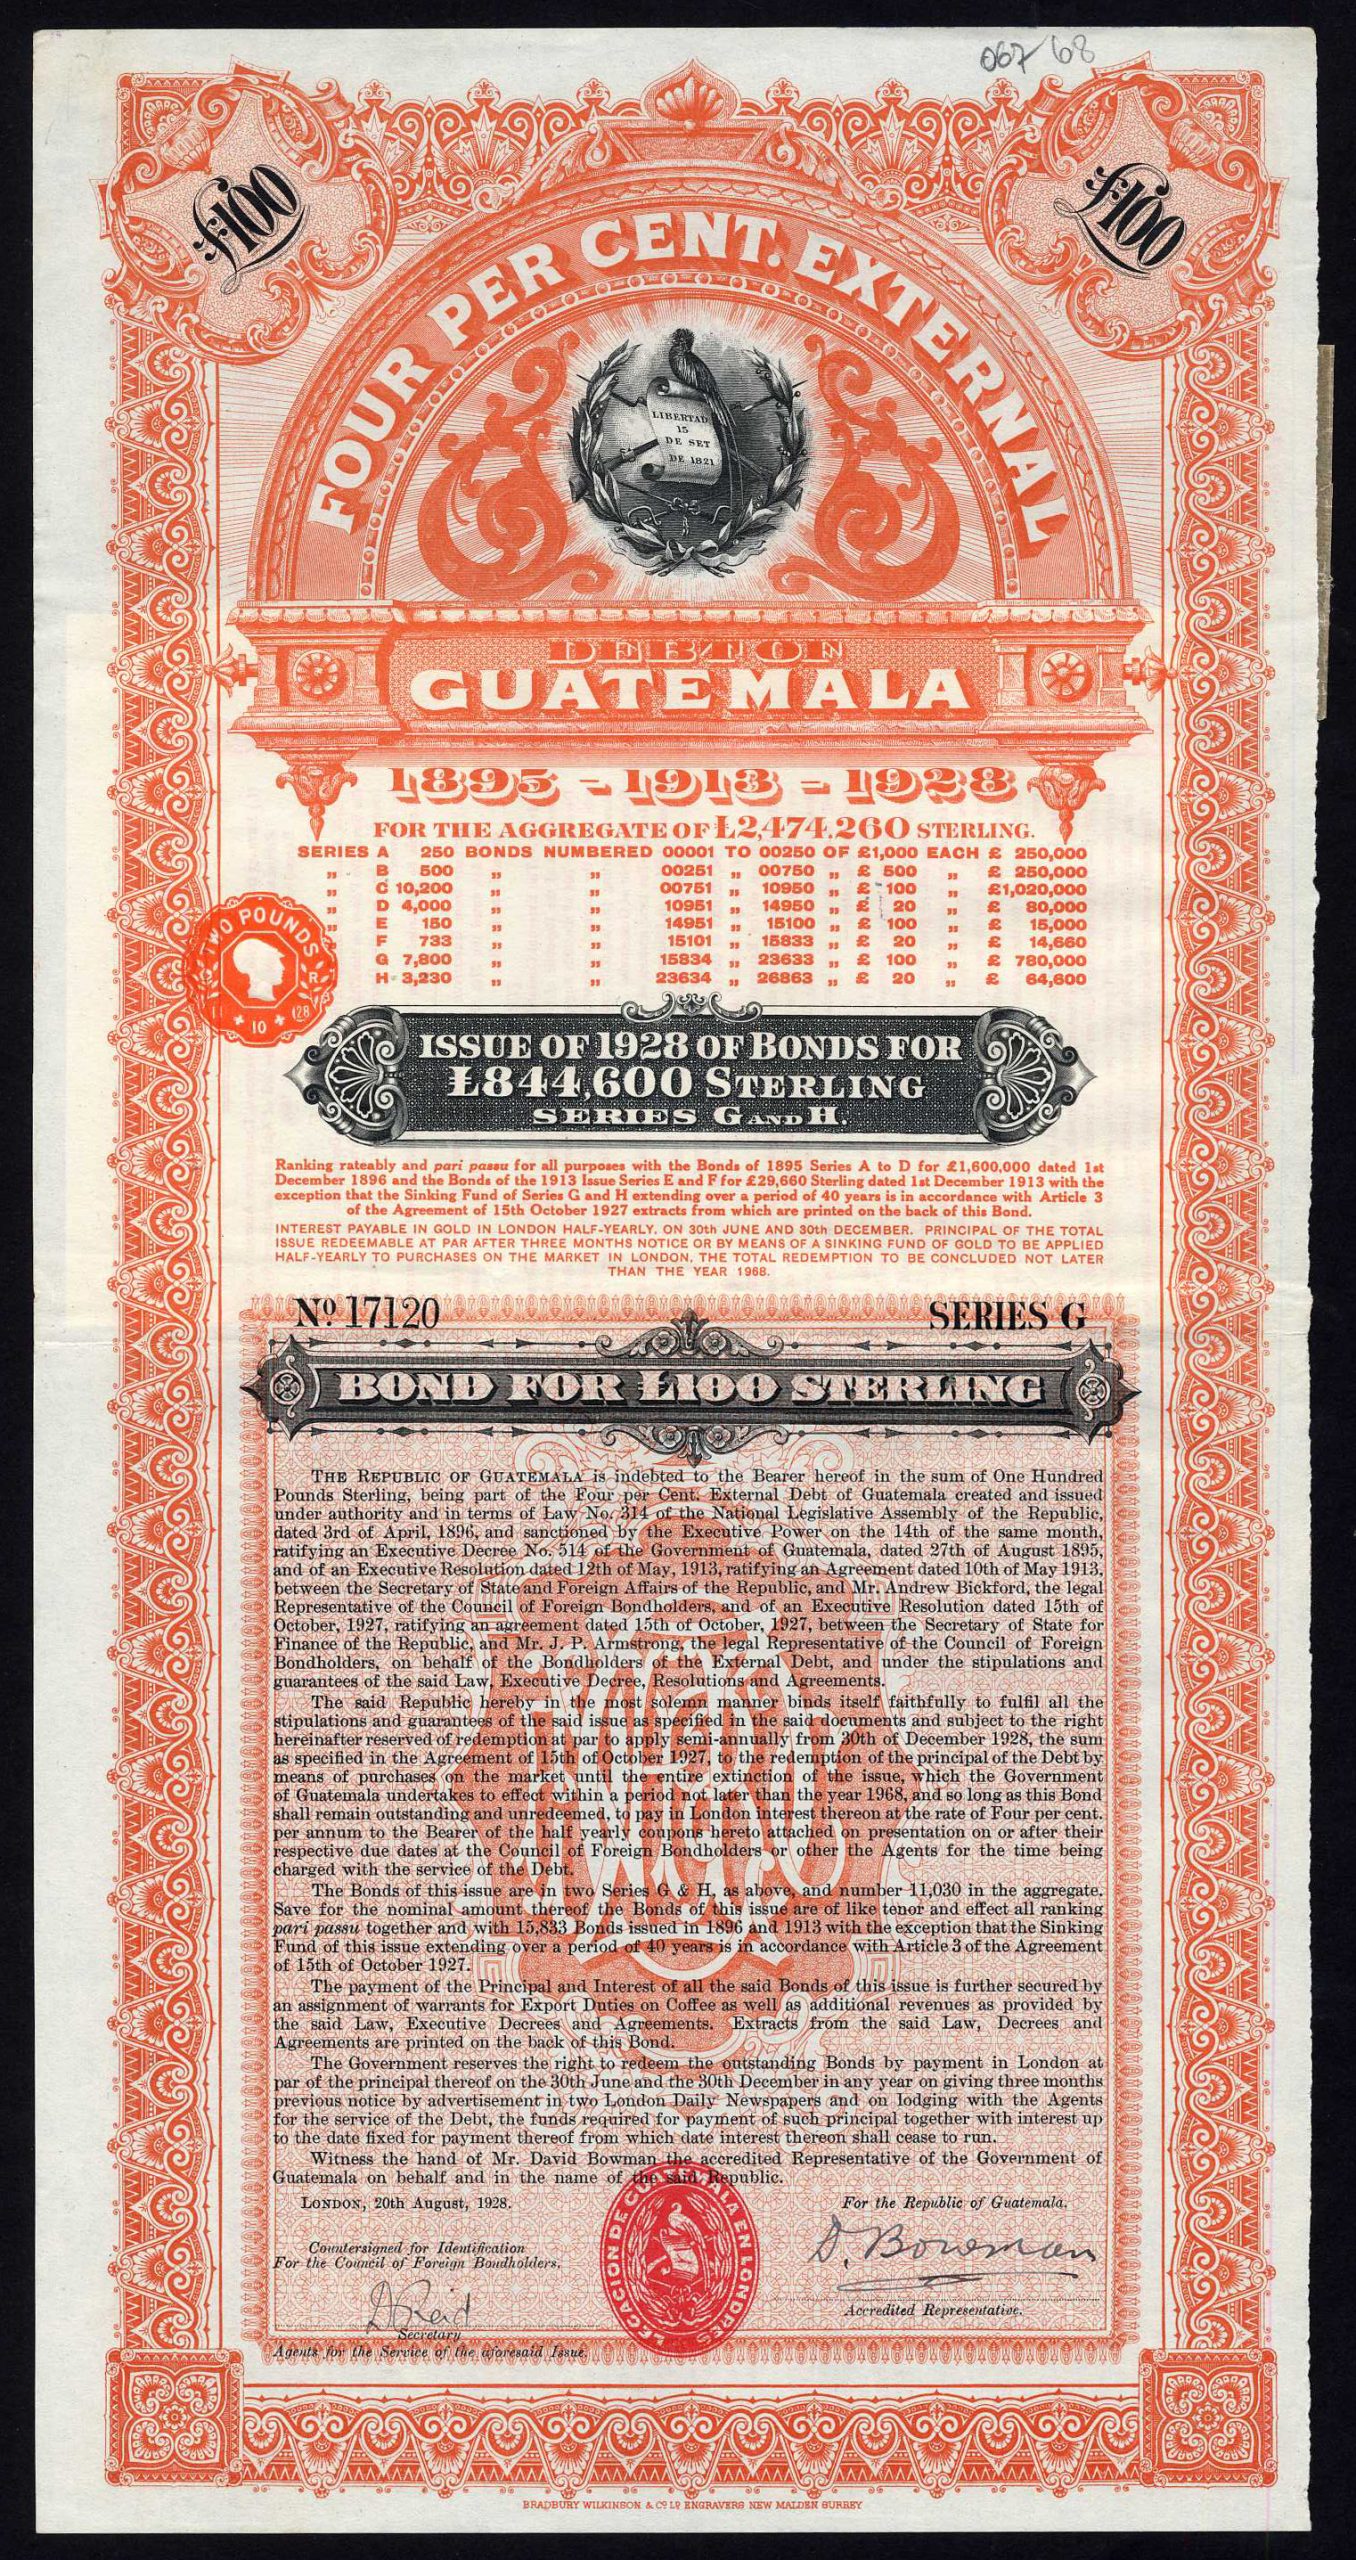 067 68
£100
£100
FOUR PER CENT. EXTERNAL
LIBERTAD
15
DE SET
DE 1821
DEBT OF
GUATEMALA
1895 - 1913 - 1928
FOR THE AGGREGATE OF £2,474,260 STERLING.
SERIES A 250 BONDS NUMBERED 00001 TO 00250 OF £1,000 EACH £ 250,000
„ B 500 „ „ 00251 „ 00750 „ £ 500 „ £ 250,000
„ C 10,200 „ „ 00751 „ 10950 „ £ 100 „ £1,020,000
„ D 4,000 „ „ 10951 „ 14950 „ £ 20 „ £ 80,000
„ E 150 „ „ 14951 „ 15100 „ £ 100 „ £ 15,000
F 733 „ „ 15101 „ 15833 „ £ 20 „ £ 14,660
G 7,800 „ „ 15834 „ 23633 „ £ 100 „ £ 780,000
H 3,230 „ „ 23634 „ 26863 „ £ 20 „ £ 64,600
TWO POUNDS
R
10
28
ISSUE OF 1928 OF BONDS FOR
£844,600 STERLING
SERIES G AND H.
Ranking rateably and pari passu for all purposes with the Bonds of 1895 Series A to D for £1,600,000 dated 1st
December 1896 and the Bonds of the 1913 Issue Series E and F for £29,660 Sterling dated 1st December 1913 with the
exception that the Sinking Fund of Series G and H extending over a period of 40 years is in accordance with Article 3
of the Agreement of 15th October 1927 extracts from which are printed on the back of this Bond.
INTEREST PAYABLE IN GOLD IN LONDON HALF-YEARLY, ON 30th JUNE AND 30th DECEMBER. PRINCIPAL OF THE TOTAL
ISSUE REDEEMABLE AT PAR AFTER THREE MONTHS NOTICE OR BY MEANS OF A SINKING FUND OF GOLD TO BE APPLIED
HALF-YEARLY TO PURCHASES ON THE MARKET IN LONDON, THE TOTAL REDEMPTION TO BE CONCLUDED NOT LATER
THAN THE YEAR 1968.
No 17120 SERIES G
BOND FOR £100 STERLING
THE REPUBLIC OF GUATEMALA is indebted to the Bearer hereof in the sum of One Hundred
Pounds Sterling, being part of the Four per Cent. External Debt of Guatemala created and issued
under authority and in terms of Law No. 314 of the National Legislative Assembly of the Republic,
dated 3rd of April, 1896, and sanctioned by the Executive Power on the 14th of the same month,
ratifying an Executive Decree No. 514 of the Government of Guatemala, dated 27th of August 1895,
and of an Executive Resolution dated 12th of May, 1913, ratifying an Agreement dated 10th of May 1913,
between the Secretary of State and Foreign Affairs of the Republic, and Mr. Andrew Bickford, the legal
Representative of the Council of Foreign Bondholders, and of an Executive Resolution dated 15th of
October, 1927, ratifying an agreement dated 15th of October, 1927, between the Secretary of State for
Finance of the Republic, and Mr. J. P. Armstrong, the legal Representative of the Council of Foreign
Bondholders, on behalf of the Bondholders of the External Debt, and under the stipulations and
guarantees of the said Law, Executive Decree, Resolutions and Agreements.
The said Republic hereby in the most solemn manner binds itself faithfully to fulfil all the
stipulations and guarantees of the said issue as specified in the said documents and subject to the right
hereinafter reserved of redemption at par to apply semi-annually from 30th of December 1928, the sum
as specified in the Agreement of 15th of October 1927, to the redemption of the principal of the Debt by
means of purchases on the market until the entire extinction of the issue, which the Government
of Guatemala undertakes to effect within a period not later than the year 1968, and so long as this Bond
shall remain outstanding and unredeemed, to pay in London interest thereon at the rate of Four per cent.
per annum to the Bearer of the half yearly coupons hereto attached on presentation on or after their
respective due dates at the Council of Foreign Bondholders or other the Agents for the time being
charged with the service of the Debt.
The Bonds of this issue are in two Series G & H, as above, and number 11,030 in the aggregate.
Save for the nominal amount thereof the Bonds of this issue are of like tenor and effect all ranking
pari passu together and with 15,833 Bonds issued in 1896 and 1913 with the exception that the Sinking
Fund of this issue extending over a period of 40 years is in accordance with Article 3 of the Agreement
of 15th of October 1927.
The payment of the Principal and Interest of all the said Bonds of this issue is further secured by
an assignment of warrants for Export Duties on Coffee as well as additional revenues as provided by
the said Law, Executive Decrees and Agreements. Extracts from the said Law, Decrees and
Agreements are printed on the back of this Bond.
The Government reserves the right to redeem the outstanding Bonds by payment in London at
par of the principal thereof on the 30th June and the 30th December in any year on giving three months
previous notice by advertisement in two London Daily Newspapers and on lodging with the Agents
for the service of the Debt, the funds required for payment of such principal together with interest up
to the date fixed for payment thereof from which date interest thereon shall cease to run.
Witness the hand of Mr. David Bowman the accredited Representative of the Government of
Guatemala on behalf and in the name of the said Republic.
LONDON, 20th August, 1928. For the Republic of Guatemala.
LEGACION DE GUATEMALA EN LONDRES
Countersigned for Identification
For the Council of Foreign Bondholders.
D. Bowman
Accredited Representative.
D Reid
Secretary
Agents for the Service of the aforesaid Issue.
BRADBURY WILKINSON & Co Ld ENGRAVERS NEW MALDEN SURREY